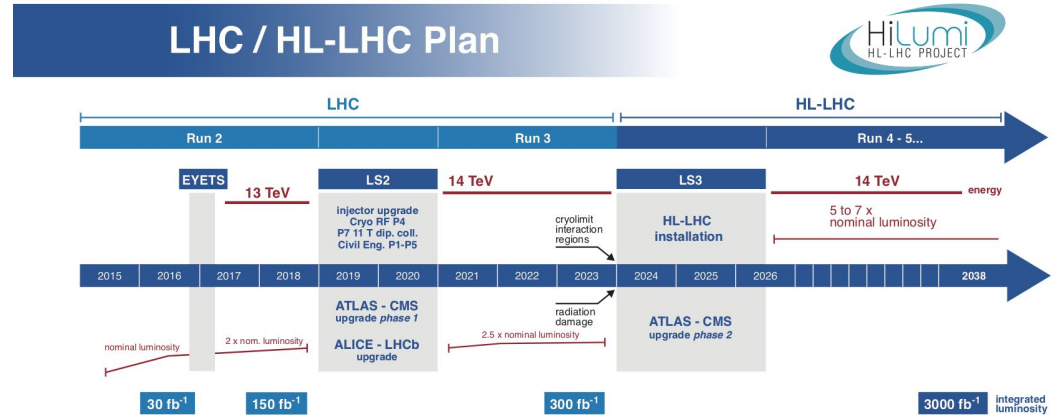 LHC / HL-LHC Plan
HiLumi
HL-LHC PROJECT
LHC
HL-LHC
Run 2
Run 3
Run 4 - 5...
EYETS
13 TeV
LS2
14 TeV
LS3
14 TeV
energy
injector upgrade
Cryo RF P4
P7 11 T dip. coll.
Civil Eng. P1-P5
cryolimit
interaction
regions
HL-LHC
installation
5 to 7 x
nominal luminosity
2015 2016 2017 2018 2019 2020 2021 2022 2023 2024 2025 2026 2038
ATLAS - CMS
upgrade phase 1
ALICE - LHCb
upgrade
radiation
damage
ATLAS - CMS
upgrade phase 2
nominal luminosity
2 x nom. luminosity
2.5 x nominal luminosity
30 fb⁻¹
150 fb⁻¹
300 fb⁻¹
3000 fb⁻¹
integrated
luminosity